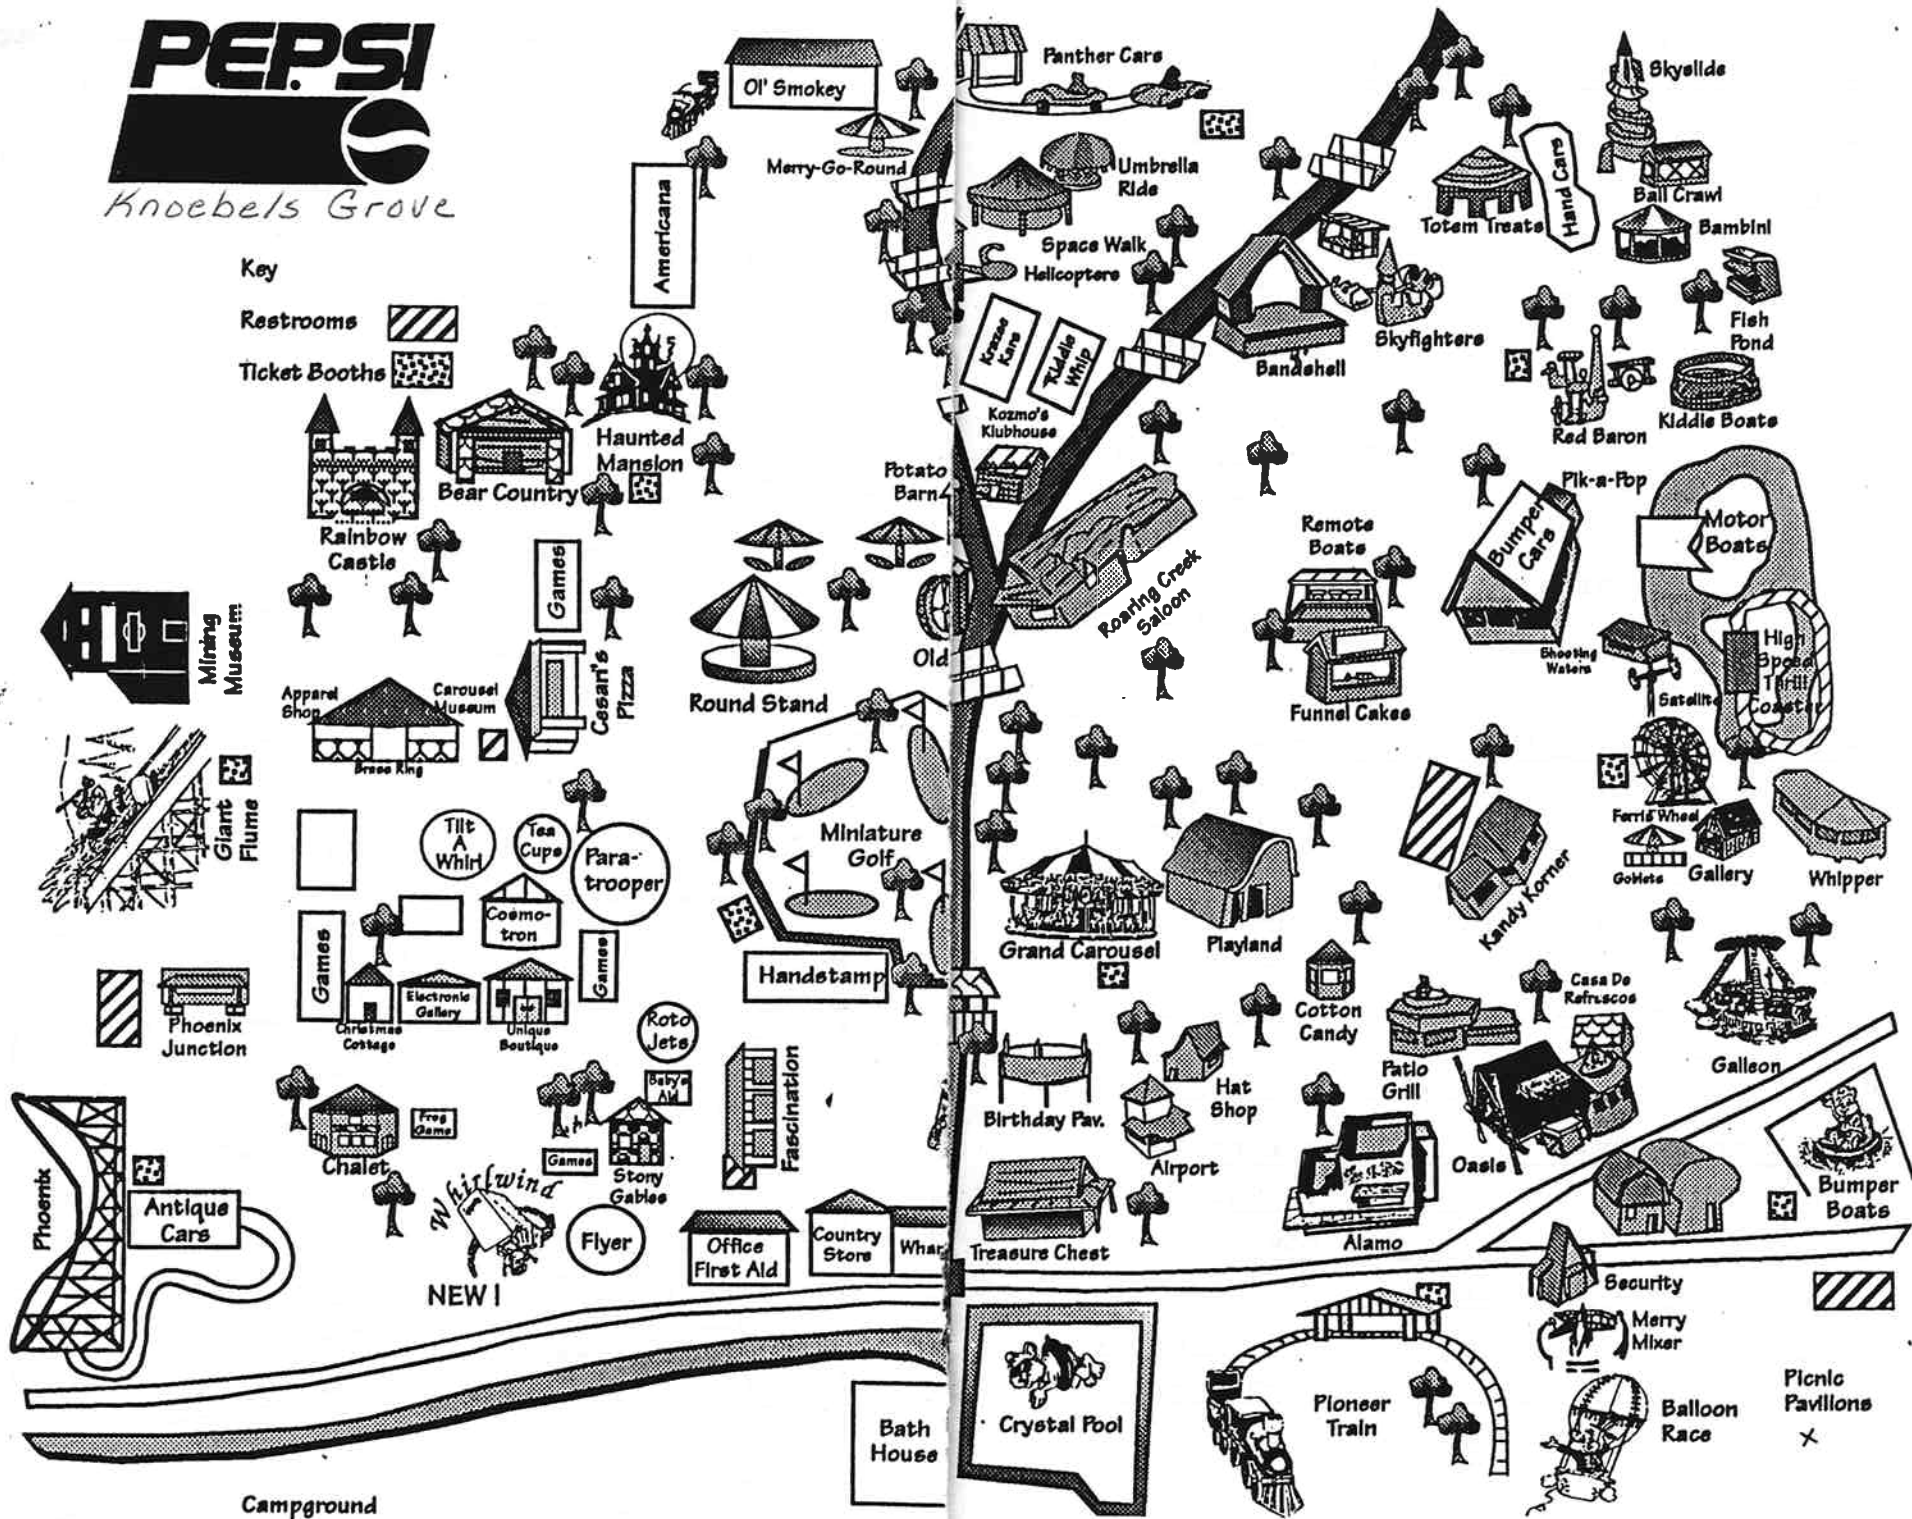 PEPSI
Knoebels Grove
Key
Restrooms
Ticket Booths
Ol' Smokey
Merry-Go-Round
Americana
Haunted
Mansion
Bear Country
Rainbow
Castle
Games
Mining
Museum
Apparel
Shop
Carousel
Museum
Brass Ring
Cesari's
Pizza
Round Stand
Giant
Flume
Tilt
A
Whirl
Tea
Cups
Para-
trooper
Cosmo-
tron
Games
Games
Christmas
Cottage
Electronic
Gallery
Unique
Boutique
Phoenix
Junction
Miniature
Golf
Handstamp
Roto
Jets
Baby's
Aid
Fascination
Chalet
Frog
Game
Games
Stony
Gables
Whirlwind
NEW!
Flyer
Phoenix
Antique
Cars
Office
First Aid
Country
Store
Whar
Bath
House
Campground
Panther Cars
Umbrella
Ride
Space Walk
Helicopters
Krazee
Kars
Kiddie
Whip
Kozmo's
Klubhouse
Potato
Barn
Old
Roaring Creek
Saloon
Skyslide
Ball Crawl
Hand Cars
Totem Treats
Bambini
Fish
Pond
Bandshell
Skyfighters
Red Baron
Kiddie Boats
Pik-a-Pop
Bumper
Cars
Motor
Boats
Remote
Boats
Funnel Cakes
Shooting
Waters
Satellite
High
Speed
Thrill
Coaster
Ferris Wheel
Goblets
Gallery
Whipper
Kandy Korner
Grand Carousel
Playland
Cotton
Candy
Casa De
Refruscos
Galleon
Patio
Grill
Oasis
Birthday Pav.
Hat
Shop
Airport
Treasure Chest
Alamo
Bumper
Boats
Security
Merry
Mixer
Crystal Pool
Pioneer
Train
Balloon
Race
Picnic
Pavilions
x